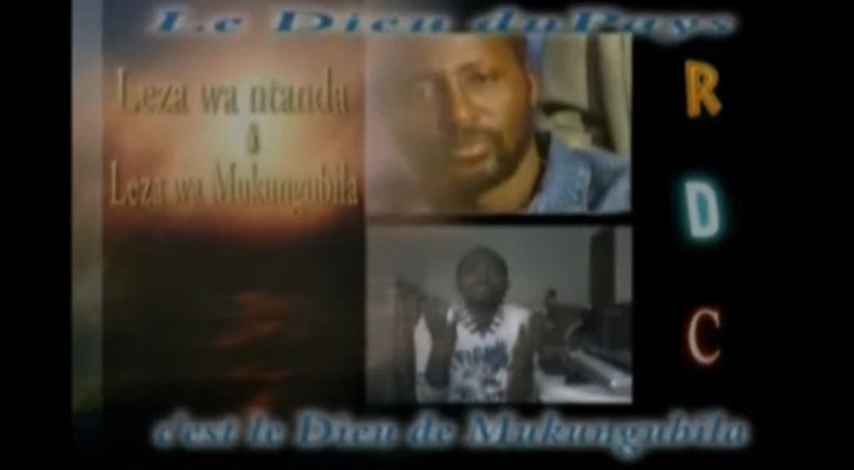 Le Dieu du Pays
Leza wa ntanda
à
Leza wa Mukungubila
R
D
C
c'est le Dieu de Mukungubila